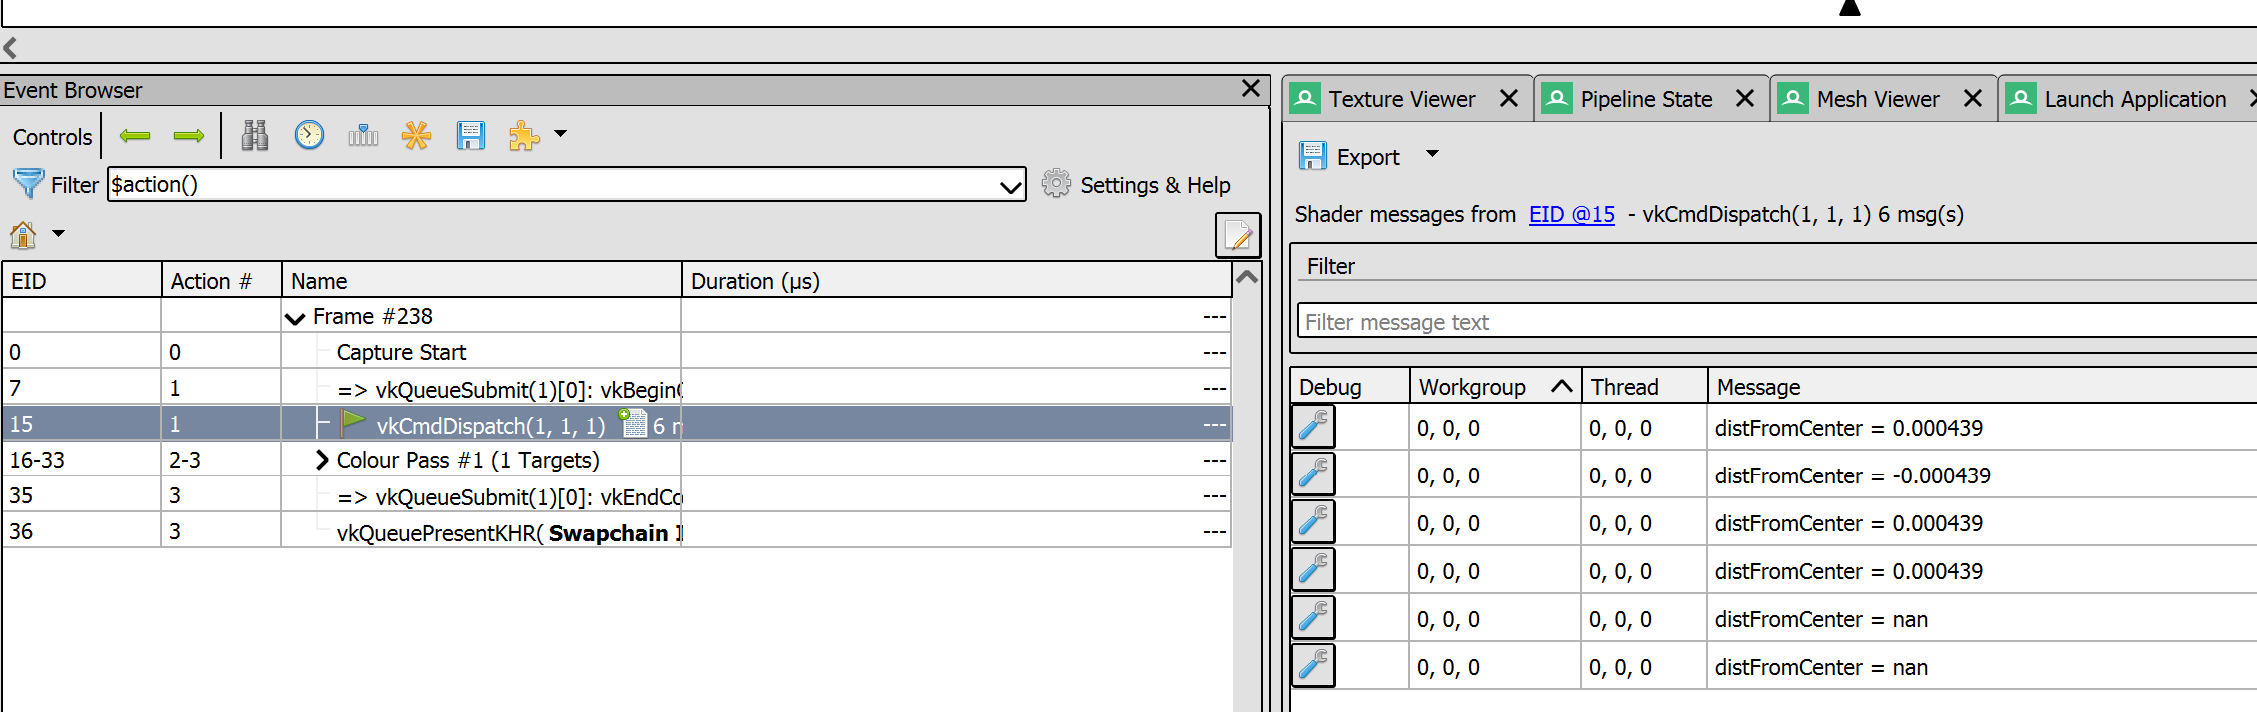 Event Browser
Controls
Filter $action() Settings & Help
EID Action # Name Duration (µs)
Frame #238 ---
0 0 Capture Start ---
7 1 => vkQueueSubmit(1)[0]: vkBegin ---
15 1 vkCmdDispatch(1, 1, 1) 6 ---
16-33 2-3 Colour Pass #1 (1 Targets) ---
35 3 => vkQueueSubmit(1)[0]: vkEndCo ---
36 3 vkQueuePresentKHR( Swapchain ---
Texture Viewer Pipeline State Mesh Viewer Launch Application
Export
Shader messages from EID @15 - vkCmdDispatch(1, 1, 1) 6 msg(s)
Filter
Filter message text
Debug Workgroup Thread Message
0, 0, 0 0, 0, 0 distFromCenter = 0.000439
0, 0, 0 0, 0, 0 distFromCenter = -0.000439
0, 0, 0 0, 0, 0 distFromCenter = 0.000439
0, 0, 0 0, 0, 0 distFromCenter = 0.000439
0, 0, 0 0, 0, 0 distFromCenter = nan
0, 0, 0 0, 0, 0 distFromCenter = nan